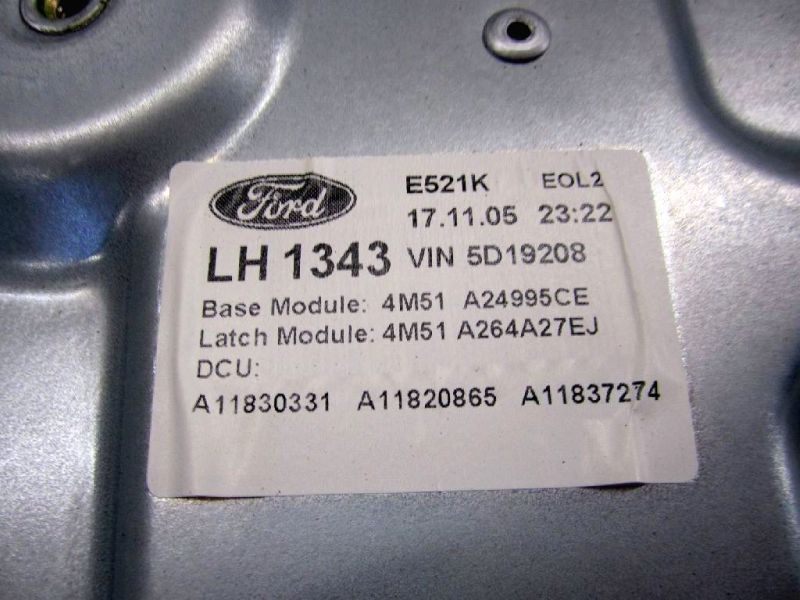 Ford E521K EOL2
17.11.05 23:22
LH 1343 VIN 5D19208
Base Module: 4M51 A24995CE
Latch Module: 4M51 A264A27EJ
DCU:
A11830331 A11820865 A11837274